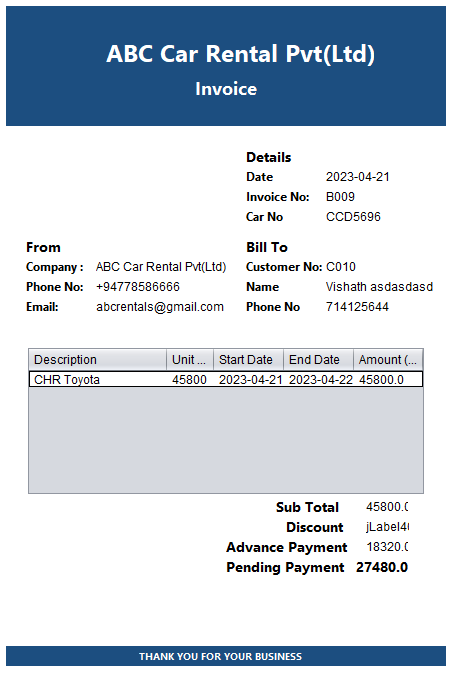 ABC Car Rental Pvt(Ltd)
Invoice
Details
Date 2023-04-21
Invoice No: B009
Car No CCD5696
From
Company : ABC Car Rental Pvt(Ltd)
Phone No: +94778586666
Email: abcrentals@gmail.com
Bill To
Customer No: C010
Name Vishath asdasdasd
Phone No 714125644
Description Unit ... Start Date End Date Amount (...
CHR Toyota 45800 2023-04-21 2023-04-22 45800.0
Sub Total 45800.0
Discount jLabel4
Advance Payment 18320.0
Pending Payment 27480.0
THANK YOU FOR YOUR BUSINESS